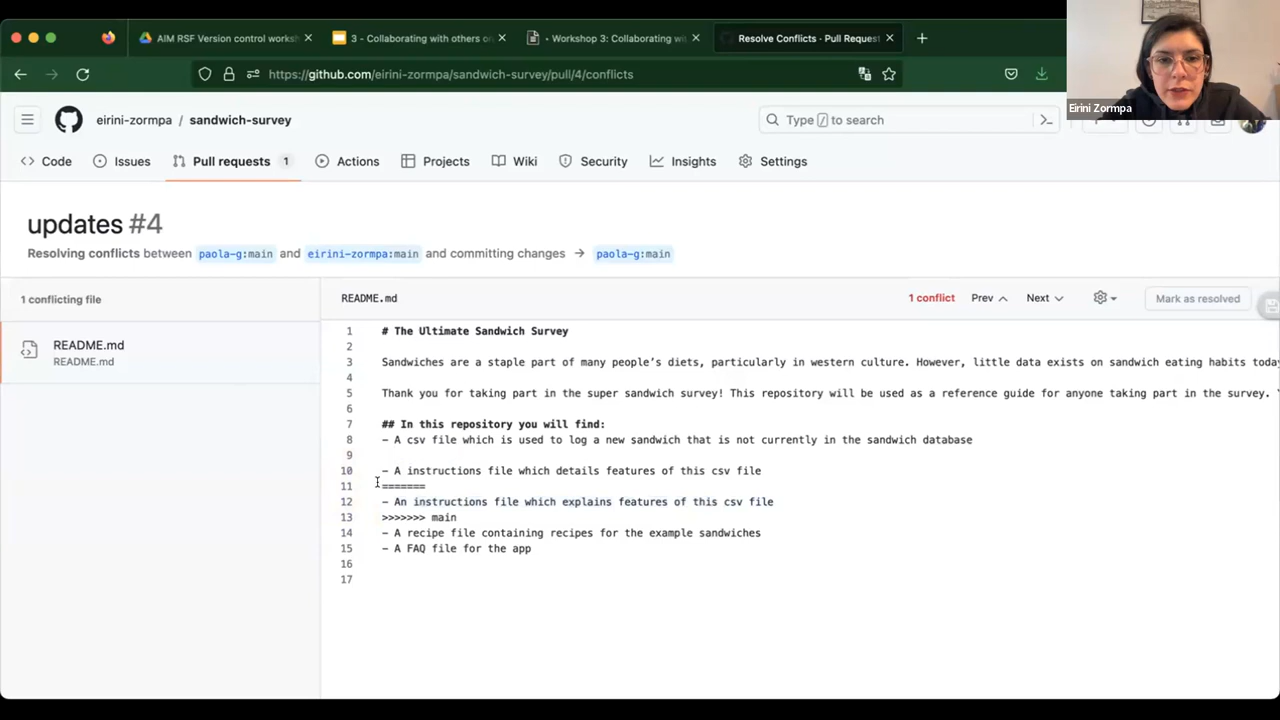 AIM RSF Version control works
3 - Collaborating with others o
Workshop 3: Collaborating wi
Resolve Conflicts · Pull Request
https://github.com/eirini-zormpa/sandwich-survey/pull/4/conflicts
Eirini Zormpa
eirini-zormpa / sandwich-survey
Type / to search
Code
Issues
Pull requests 1
Actions
Projects
Wiki
Security
Insights
Settings
updates #4
Resolving conflicts between paola-g:main and eirini-zormpa:main and committing changes → paola-g:main
1 conflicting file
README.md
README.md
README.md
1 conflict Prev Next Mark as resolved
1 # The Ultimate Sandwich Survey
2
3 Sandwiches are a staple part of many people's diets, particularly in western culture. However, little data exists on sandwich eating habits toda
4
5 Thank you for taking part in the super sandwich survey! This repository will be used as a reference guide for anyone taking part in the survey.
6
7 ## In this repository you will find:
8 - A csv file which is used to log a new sandwich that is not currently in the sandwich database
9
10 - A instructions file which details features of this csv file
11 =======
12 - An instructions file which explains features of this csv file
13 >>>>>>> main
14 - A recipe file containing recipes for the example sandwiches
15 - A FAQ file for the app
16
17